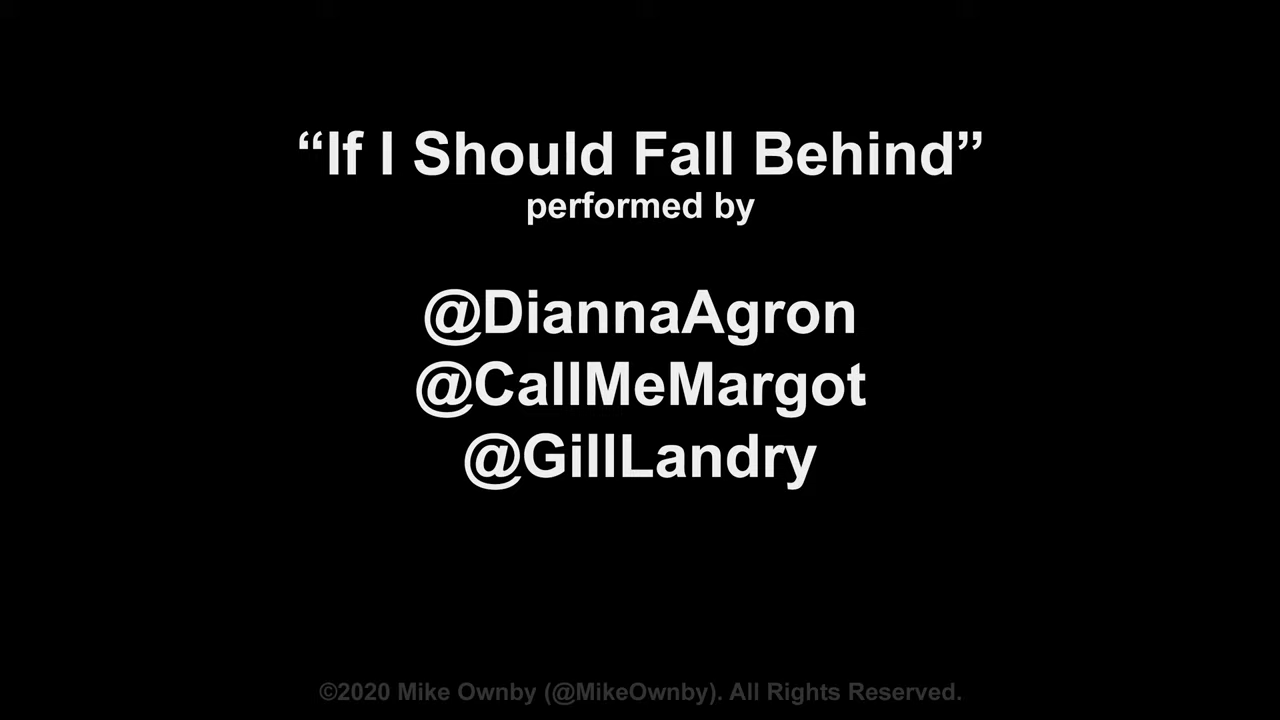 “If I Should Fall Behind”
performed by
@DiannaAgron
@CallMeMargot
@GillLandry
©2020 Mike Ownby (@MikeOwnby). All Rights Reserved.